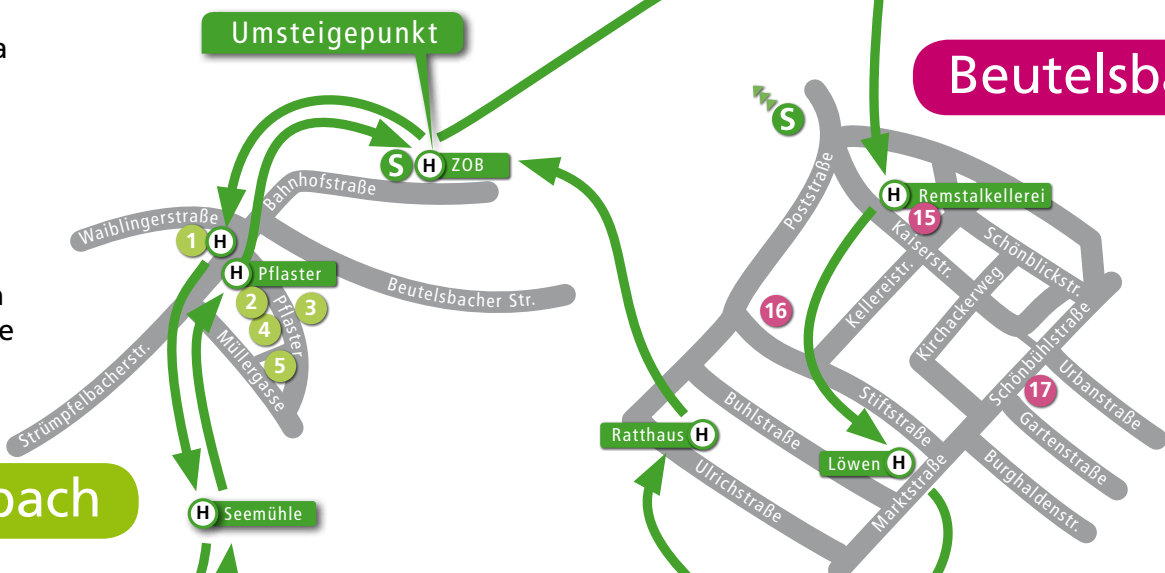 a
Umsteigepunkt
Beutelsba
S
S
H ZOB
Bahnhofstraße
Waiblingerstraße
1 H
H Pflaster
2
3
4
5
Pflaster
Müllergasse
Beutelsbacher Str.
Strümpfelbacherstr.
n
e
bach
H Seemühle
Poststraße
H Remstalkellerei
15
Kaiserstr.
Schönblickstr.
Kellereistr.
Kirchackerweg
16
Schönbühlstraße
17
Urbanstraße
Gartenstraße
Burghaldenstr.
Stiftstraße
Buhlstraße
Ratthaus H
Löwen H
Ulrichstraße
Marktstraße